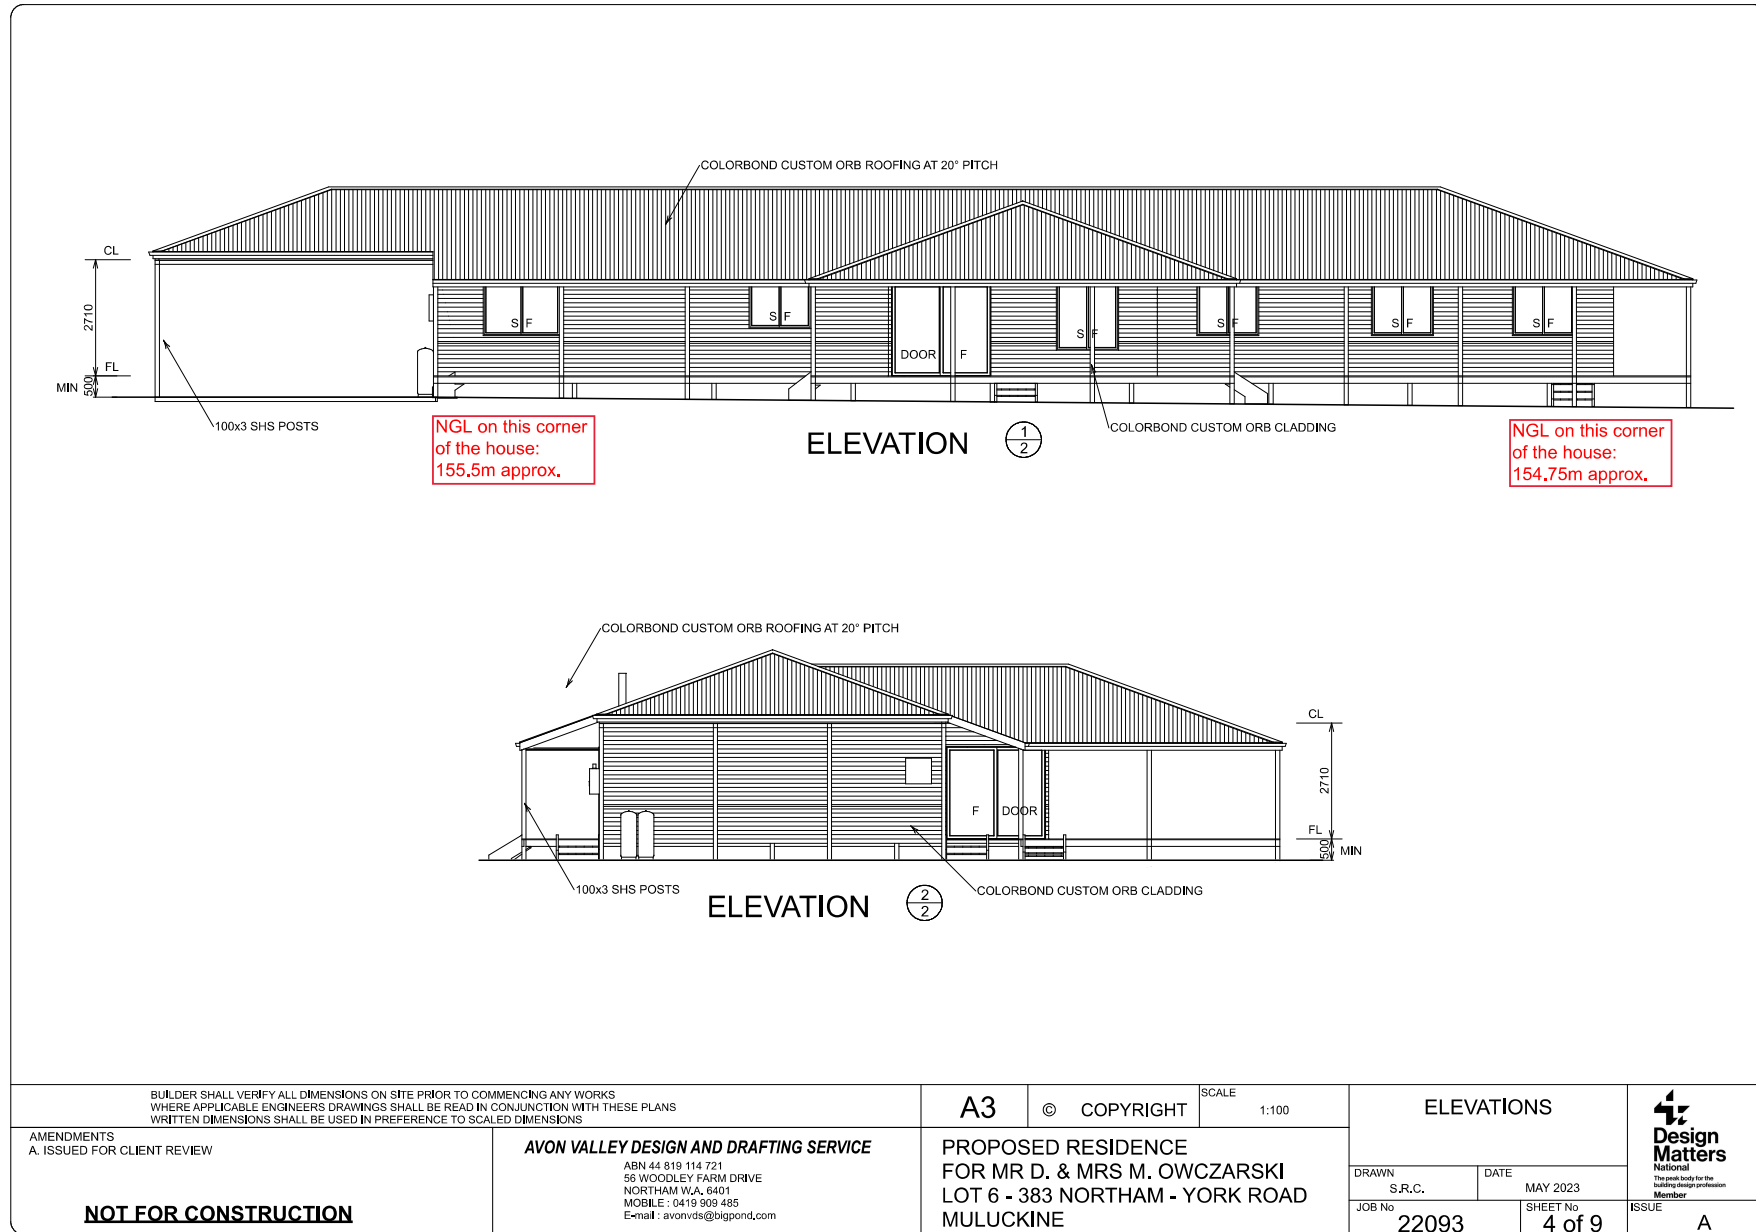 COLORBOND CUSTOM ORB ROOFING AT 20° PITCH
CL
2710
FL
MIN
500
S F
S F
DOOR
F
S F
S F
S F
S F
100x3 SHS POSTS
COLORBOND CUSTOM ORB CLADDING
NGL on this corner
of the house:
155.5m approx.
ELEVATION
1
2
NGL on this corner
of the house:
154.75m approx.
COLORBOND CUSTOM ORB ROOFING AT 20° PITCH
CL
2710
FL
500
MIN
F
DOOR
100x3 SHS POSTS
COLORBOND CUSTOM ORB CLADDING
ELEVATION
2
2
BUILDER SHALL VERIFY ALL DIMENSIONS ON SITE PRIOR TO COMMENCING ANY WORKS
WHERE APPLICABLE ENGINEERS DRAWINGS SHALL BE READ IN CONJUNCTION WITH THESE PLANS
WRITTEN DIMENSIONS SHALL BE USED IN PREFERENCE TO SCALED DIMENSIONS
AMENDMENTS
A. ISSUED FOR CLIENT REVIEW
NOT FOR CONSTRUCTION
AVON VALLEY DESIGN AND DRAFTING SERVICE
ABN 44 819 114 721
56 WOODLEY FARM DRIVE
NORTHAM W.A. 6401
MOBILE : 0419 909 485
E-mail : avonvds@bigpond.com
A3
© COPYRIGHT
SCALE
1:100
PROPOSED RESIDENCE
FOR MR D. & MRS M. OWCZARSKI
LOT 6 - 383 NORTHAM - YORK ROAD
MULUCKINE
ELEVATIONS
DRAWN
S.R.C.
DATE
MAY 2023
JOB No
22093
SHEET No
4 of 9
ISSUE
A
Design
Matters
National
The peak body for the
building design profession
Member